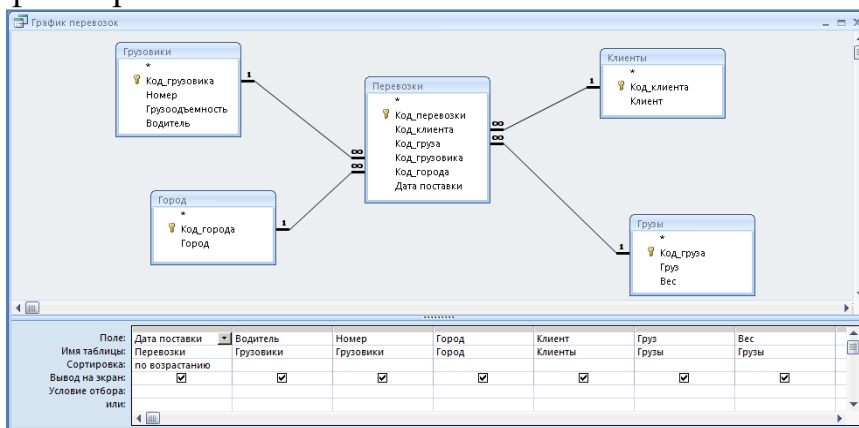 График перевозок
Грузовики
*
Код_грузовика
Номер
Грузоодъемность
Водитель
1
Перевозки
*
Код_перевозки
Код_клиента
Код_груза
Код_грузовика
Код_города
Дата поставки
∞
∞
∞
∞
Клиенты
*
Код_клиента
Клиент
1
Город
*
Код_города
Город
1
Грузы
*
Код_груза
Груз
Вес
1
Поле: Дата поставки Водитель Номер Город Клиент Груз Вес
Имя таблицы: Перевозки Грузовики Грузовики Город Клиенты Грузы Грузы
Сортировка: по возрастанию
Вывод на экран:
Условие отбора:
или: